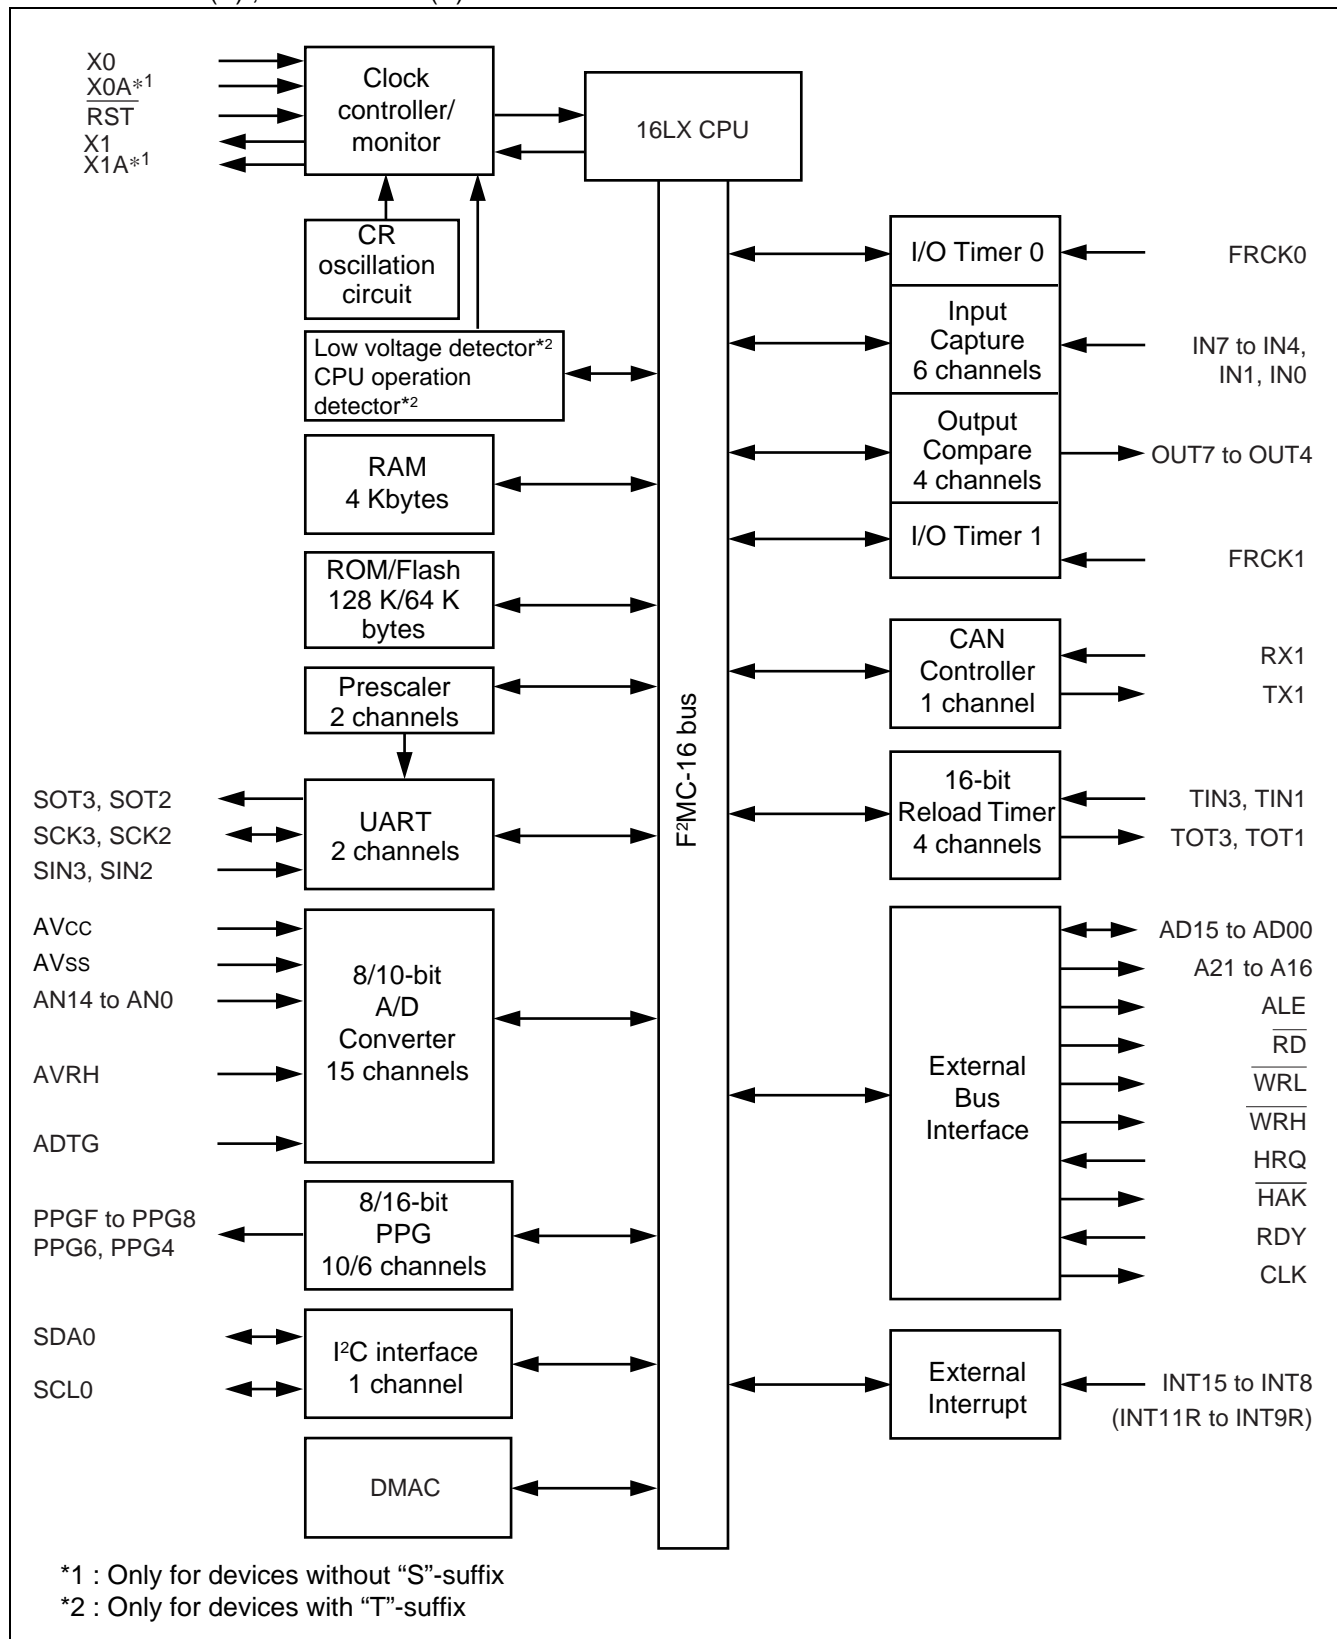 X0
X0A*1
RST
X1
X1A*1
Clock
controller/
monitor
16LX CPU
CR
oscillation
circuit
Low voltage detector*2
CPU operation
detector*2
RAM
4 Kbytes
ROM/Flash
128 K/64 K
bytes
Prescaler
2 channels
SOT3, SOT2
SCK3, SCK2
SIN3, SIN2
UART
2 channels
AVCC
AVSS
AN14 to AN0
AVRH
ADTG
8/10-bit
A/D
Converter
15 channels
PPGF to PPG8
PPG6, PPG4
8/16-bit
PPG
10/6 channels
SDA0
SCL0
I2C interface
1 channel
DMAC
F2MC-16 bus
I/O Timer 0
FRCK0
Input
Capture
6 channels
IN7 to IN4,
IN1, IN0
Output
Compare
4 channels
OUT7 to OUT4
I/O Timer 1
FRCK1
CAN
Controller
1 channel
RX1
TX1
16-bit
Reload Timer
4 channels
TIN3, TIN1
TOT3, TOT1
External
Bus
Interface
AD15 to AD00
A21 to A16
ALE
RD
WRL
WRH
HRQ
HAK
RDY
CLK
External
Interrupt
INT15 to INT8
(INT11R to INT9R)
*1 : Only for devices without “S”-suffix
*2 : Only for devices with “T”-suffix